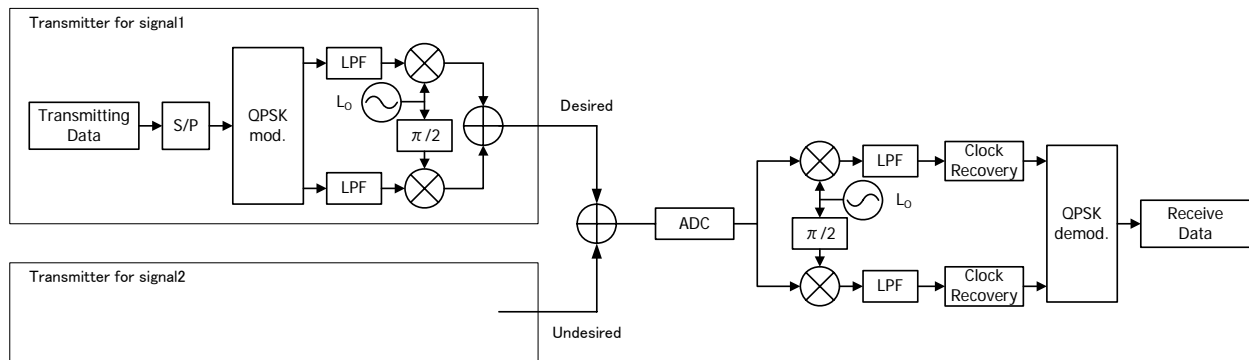 Transmitter for signal1
Transmitting
Data
S/P
QPSK
mod.
LPF
LPF
LO
π/2
Desired
ADC
π/2
LO
LPF
LPF
Clock
Recovery
Clock
Recovery
QPSK
demod.
Receive
Data
Transmitter for signal2
Undesired